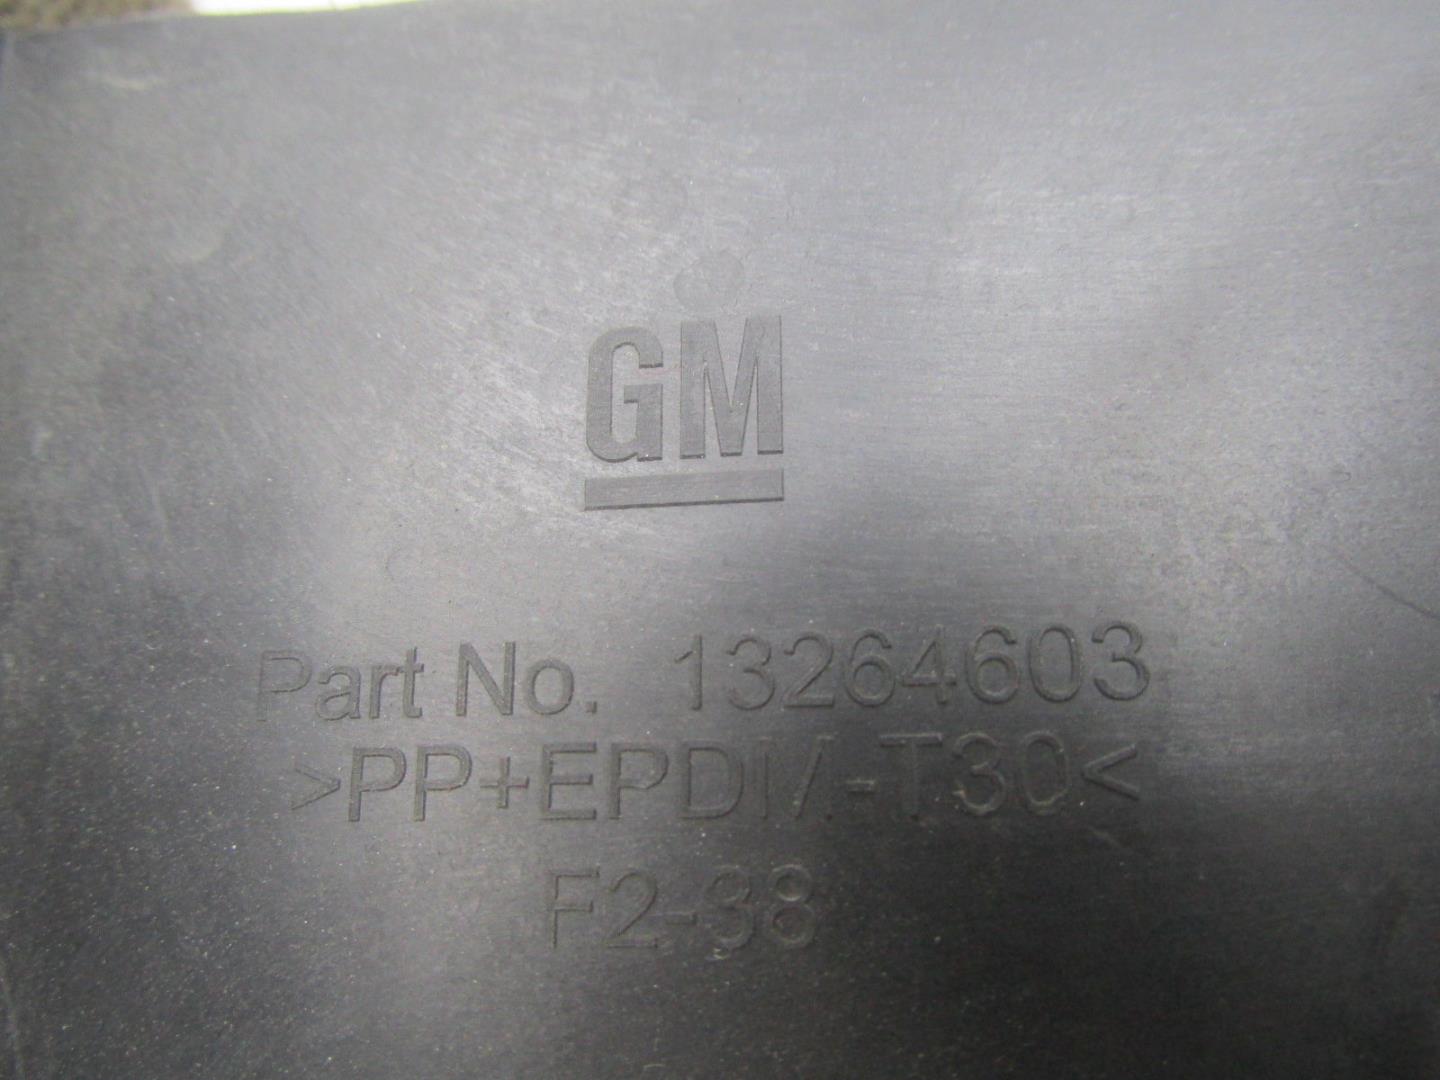 GM
Part No. 13264603
>PP+EPDM-T30<
F2-38